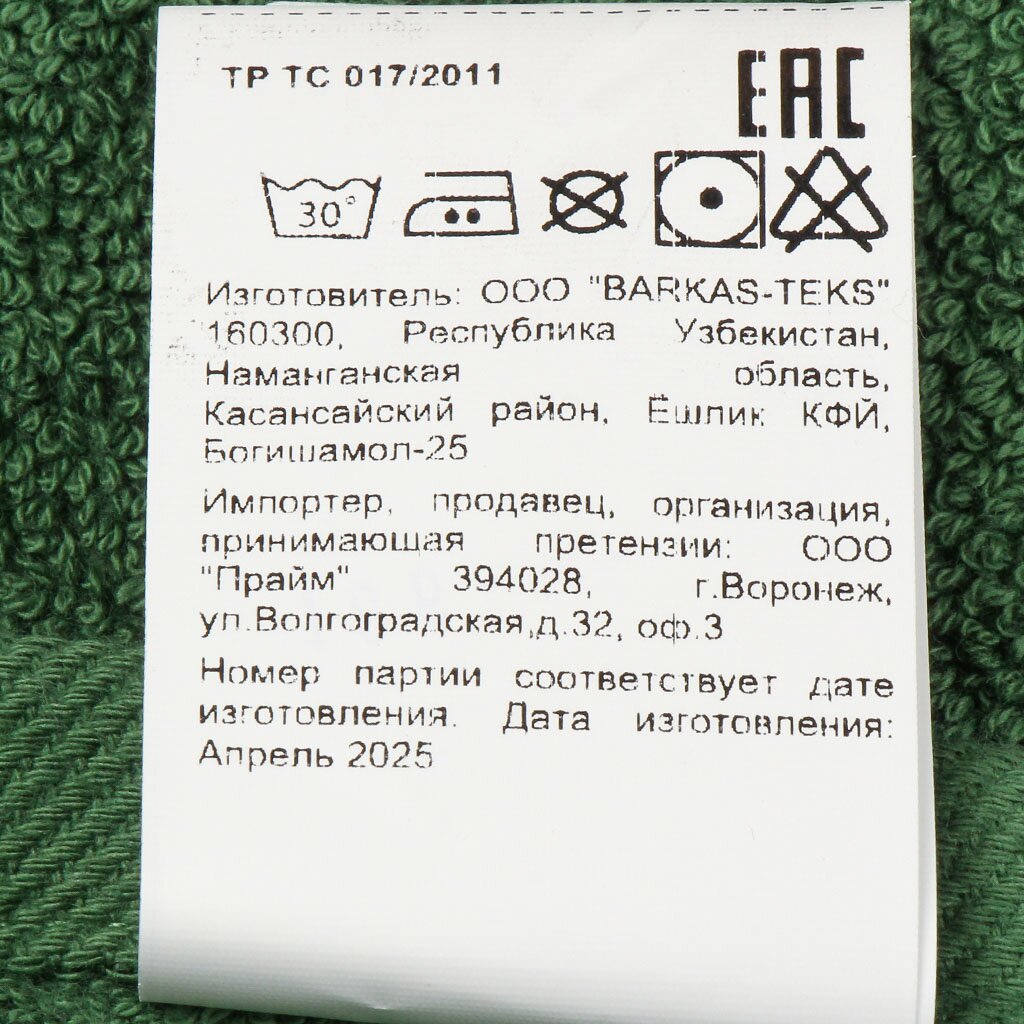 ТР ТС 017/2011
EAC
30°
Изготовитель: ООО "BARKAS-TEKS"
160300, Республика Узбекистан,
Наманганская область,
Касансайский район, Ёшлик КФЙ,
Богишамол-25
Импортер, продавец, организация,
принимающая претензии: ООО
"Прайм" 394028, г.Воронеж,
ул.Волгоградская,д.32, оф.3
Номер партии соответствует дате
изготовления. Дата изготовления:
Апрель 2025